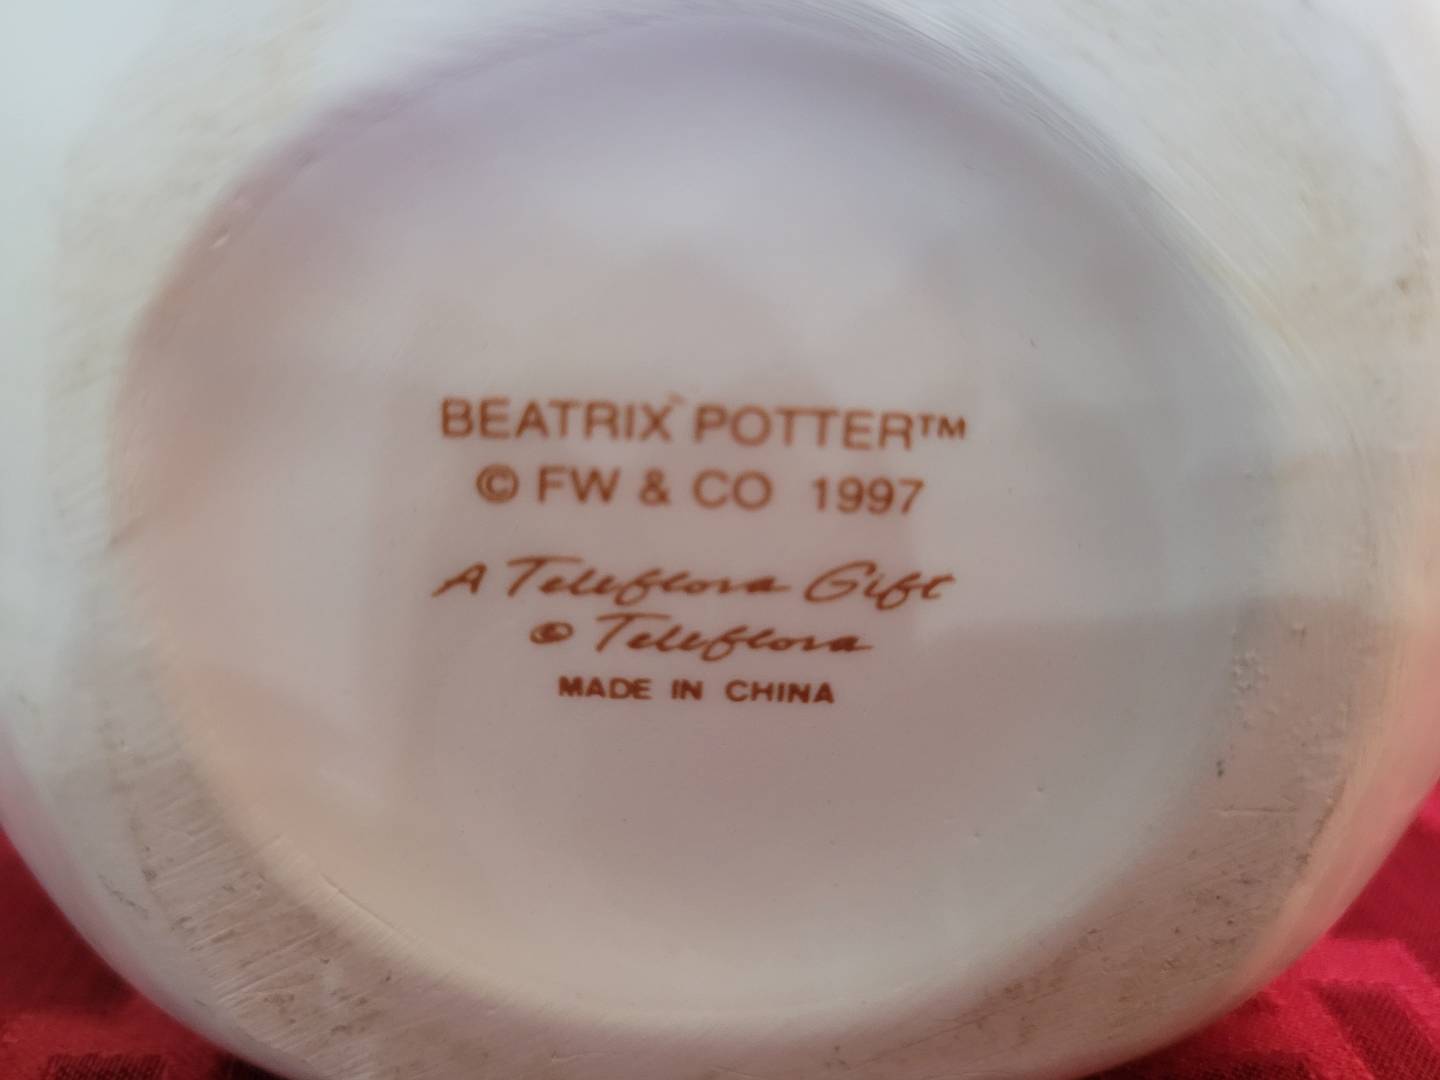 BEATRIX POTTER™
© FW & CO 1997
A Teleflora Gift
© Teleflora
MADE IN CHINA